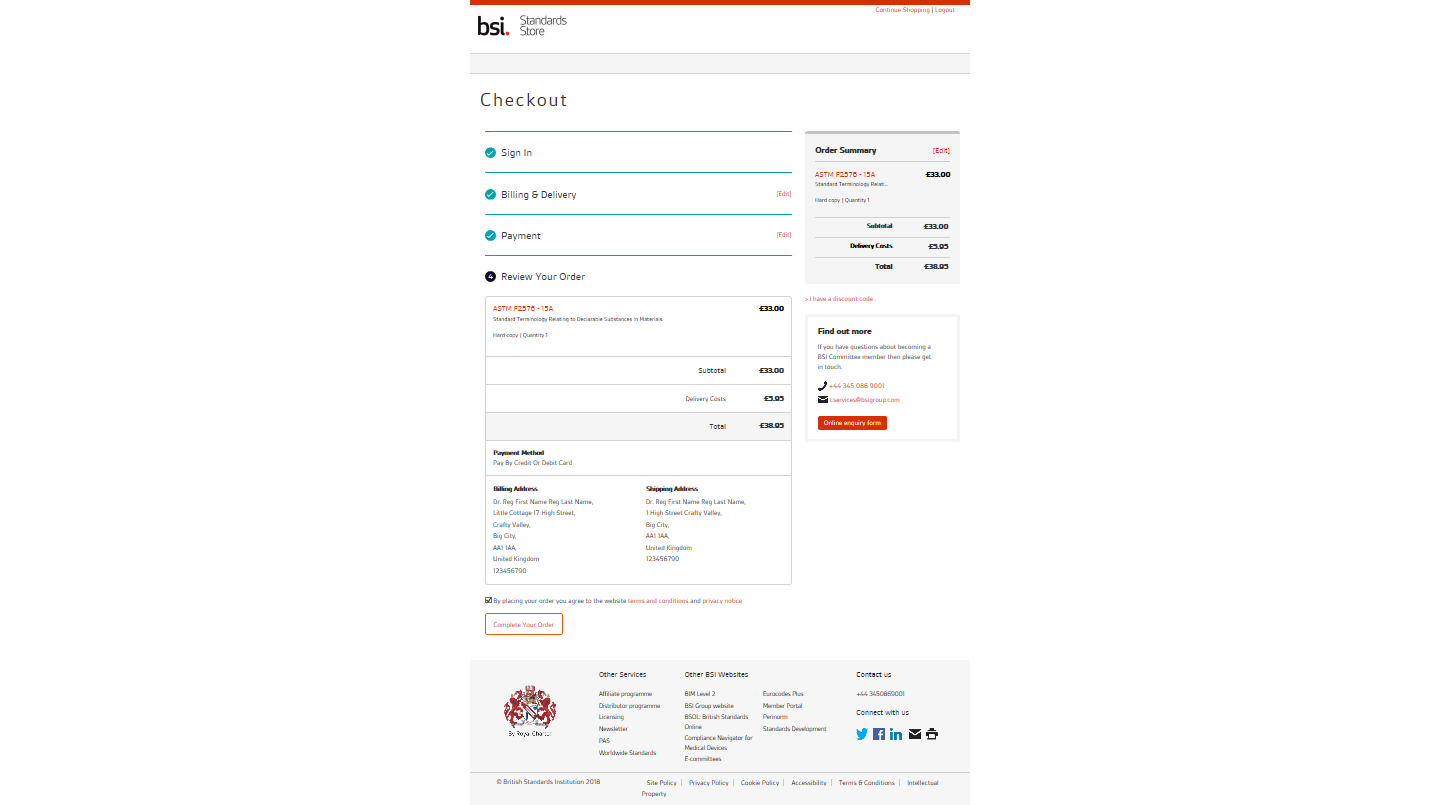 Continue Shopping | Logout
bsi. Standards Store
Checkout
Sign In
Billing & Delivery [Edit]
Payment [Edit]
4 Review Your Order
ASTM F2576 - 15A £33.00
Standard Terminology Relating to Declarable Substances in Materials.
Hard copy | Quantity 1
Subtotal £33.00
Delivery Costs £5.95
Total £38.95
Payment Method
Pay By Credit Or Debit Card
Billing Address
Dr. Reg First Name Reg Last Name,
Little Cottage 17 High Street,
Crafty Valley,
Big City,
AA1 1AA,
United Kingdom
123456790
Shipping Address
Dr. Reg First Name Reg Last Name,
1 High Street Crafty Valley,
Big City,
AA1 1AA,
United Kingdom
123456790
By placing your order you agree to the website terms and conditions and privacy notice
Complete Your Order
Order Summary [Edit]
ASTM F2576 - 15A £33.00
Standard Terminology Relati...
Hard copy | Quantity 1
Subtotal £33.00
Delivery Costs £5.95
Total £38.95
> I have a discount code
Find out more
If you have questions about becoming a
BSI Committee member then please get
in touch.
+44 345 086 9001
cservices@bsigroup.com
Online enquiry form
By Royal Charter
Other Services
Affiliate programme
Distributor programme
Licensing
Newsletter
PAS
Worldwide Standards
Other BSI Websites
BIM Level 2
BSI Group website
BSOL: British Standards
Online
Compliance Navigator for
Medical Devices
E-committees
Eurocodes Plus
Member Portal
Perinorm
Standards Development
Contact us
+44 3450869001
Connect with us
© British Standards Institution 2018
Site Policy | Privacy Policy | Cookie Policy | Accessibility | Terms & Conditions | Intellectual
Property